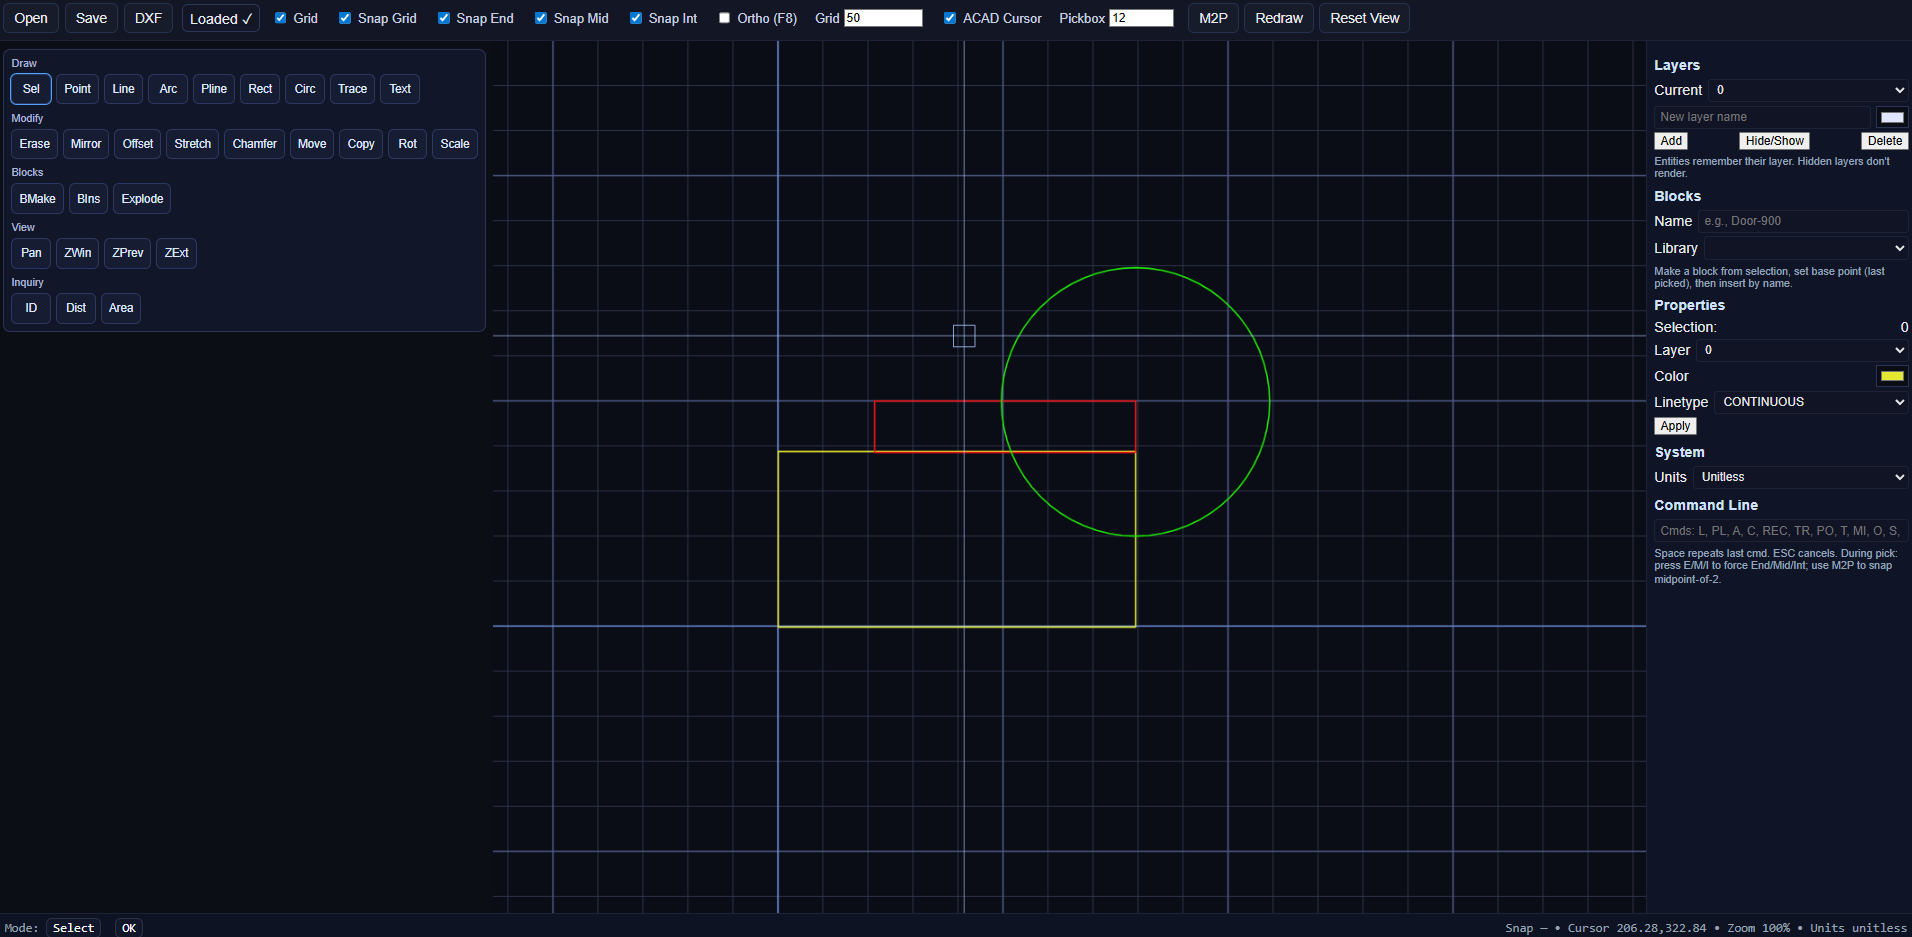 Open Save DXF Loaded ✓ Grid Snap Grid Snap End Snap Mid Snap Int Ortho (F8) Grid 50 ACAD Cursor Pickbox 12 M2P Redraw Reset View
Draw
Sel Point Line Arc Pline Rect Circ Trace Text
Modify
Erase Mirror Offset Stretch Chamfer Move Copy Rot Scale
Blocks
BMake BIns Explode
View
Pan ZWin ZPrev ZExt
Inquiry
ID Dist Area
Layers
Current 0
New layer name
Add Hide/Show Delete
Entities remember their layer. Hidden layers don't
render.
Blocks
Name e.g., Door-900
Library
Make a block from selection, set base point (last
picked), then insert by name.
Properties
Selection: 0
Layer 0
Color
Linetype CONTINUOUS
Apply
System
Units Unitless
Command Line
Cmds: L, PL, A, C, REC, TR, PO, T, MI, O, S,
Space repeats last cmd. ESC cancels. During pick:
press E/M/I to force End/Mid/Int; use M2P to snap
midpoint-of-2.
Mode: Select OK
Snap — • Cursor 206.28,322.84 • Zoom 100% • Units unitless